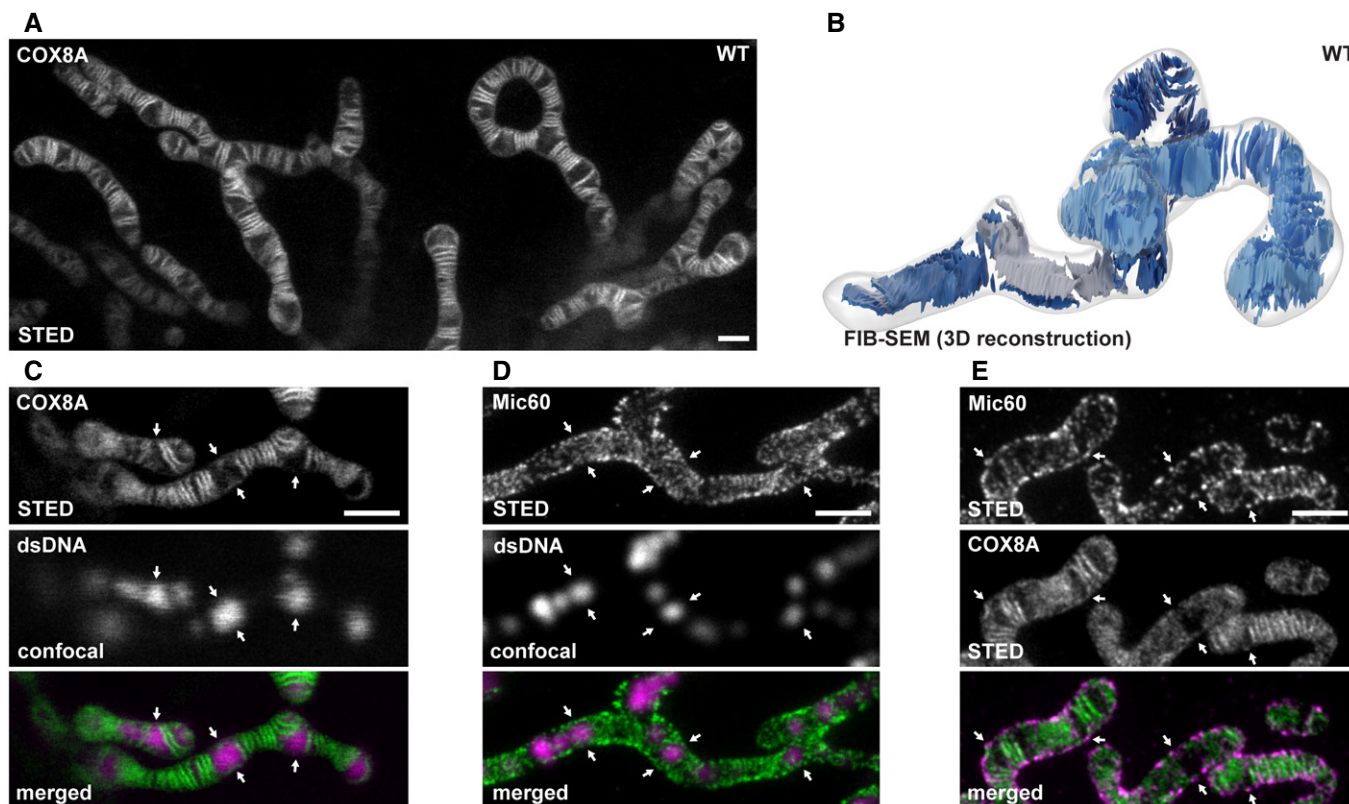 A
COX8A
WT
STED
B
WT
FIB-SEM (3D reconstruction)
C
COX8A
STED
dsDNA
confocal
merged
D
Mic60
STED
dsDNA
confocal
merged
E
Mic60
STED
COX8A
STED
merged